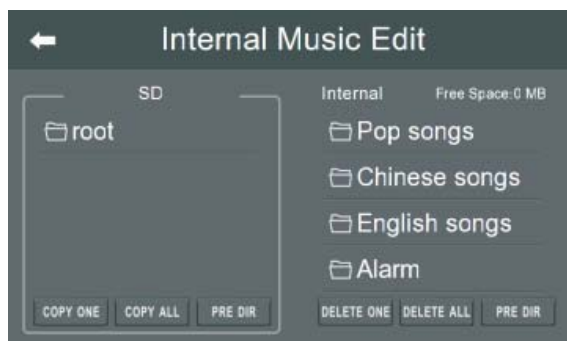 Internal Music Edit
SD
root
COPY ONE COPY ALL PRE DIR
Internal Free Space:0 MB
Pop songs
Chinese songs
English songs
Alarm
DELETE ONE DELETE ALL PRE DIR